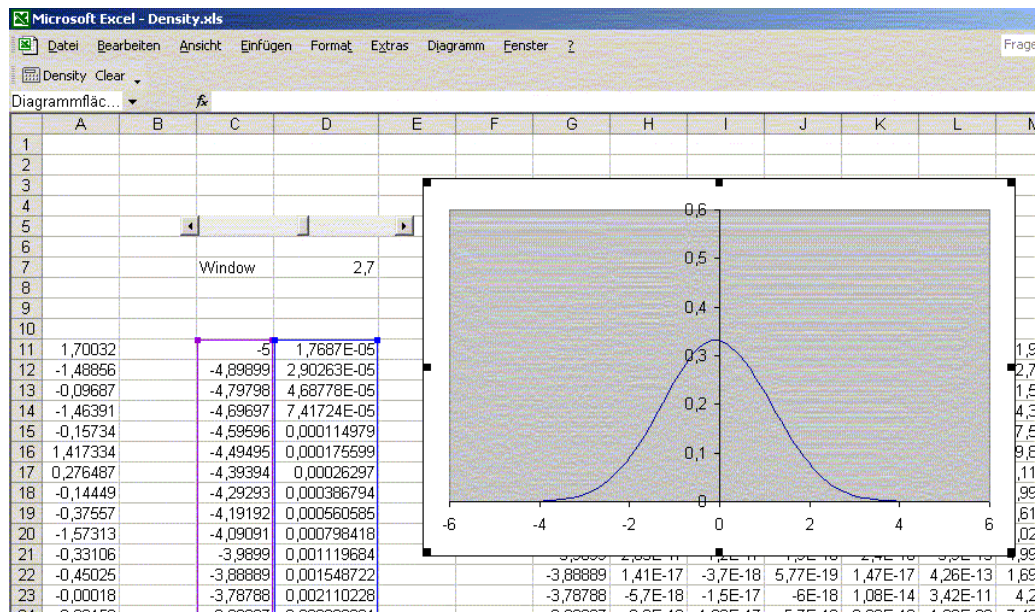 Microsoft Excel - Density.xls
Datei Bearbeiten Ansicht Einfügen Format Extras Diagramm Fenster ? Frage
Density Clear
Diagrammfläc... fx
A B C D E F G H I J K L
1
2
3
4
5
6
7 Window 2,7
8
9
10
11 1,70032 -5 1,7687E-05
12 -1,48856 -4,89899 2,90263E-05
13 -0,09687 -4,79798 4,68778E-05
14 -1,46391 -4,69697 7,41724E-05
15 -0,15734 -4,59596 0,000114979
16 1,417334 -4,49495 0,000175599
17 0,276487 -4,39394 0,00026297
18 -0,14449 -4,29293 0,000386794
19 -0,37557 -4,19192 0,000560585
20 -1,57313 -4,09091 0,000798418
21 -0,33106 -3,9899 0,001119684
22 -0,45025 -3,88889 0,001548722 -3,88889 1,41E-17 -3,7E-18 5,77E-19 1,47E-17 4,26E-13 1,69
23 -0,00018 -3,78788 0,002110228 -3,78788 -5,7E-18 -1,5E-17 -6E-18 1,08E-14 3,42E-11 4,2
0,6
0,5
0,4
0,3
0,2
0,1
0
-6 -4 -2 0 2 4 6